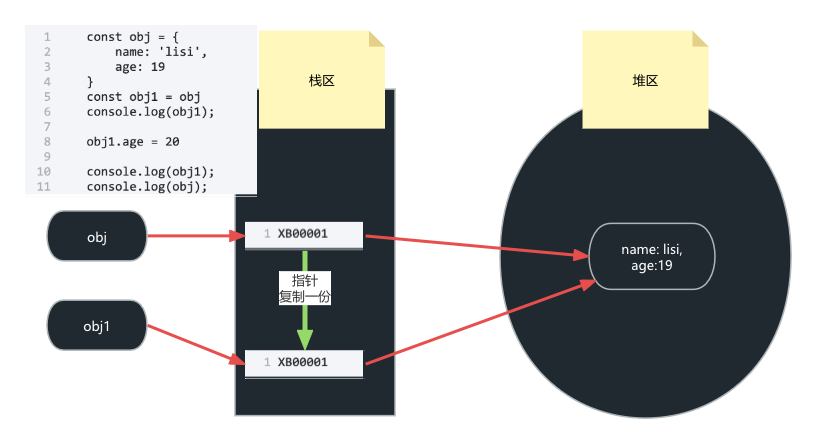 1 const obj = {
2 name: 'lisi',
3 age: 19
4 }
5 const obj1 = obj
6 console.log(obj1);
7
8 obj1.age = 20
9
10 console.log(obj1);
11 console.log(obj);
栈区
堆区
obj
1 XB00001
name: lisi,
age:19
指针
复制一份
obj1
1 XB00001